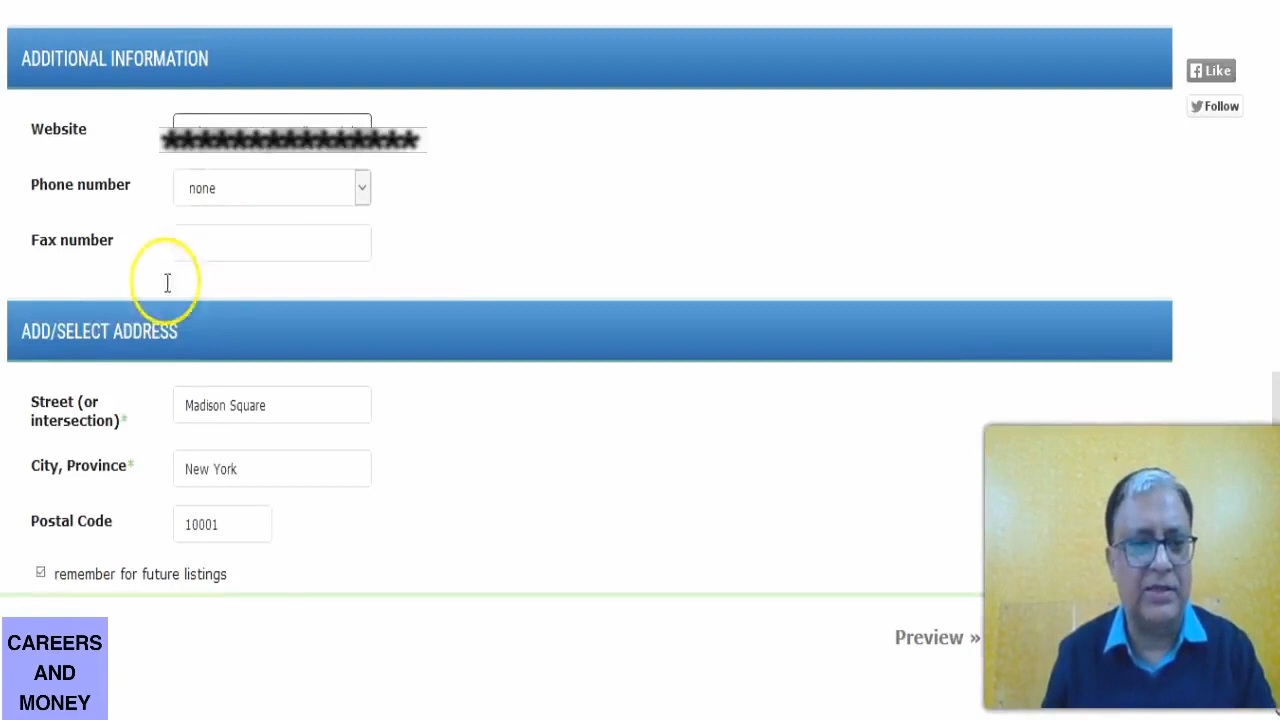 ADDITIONAL INFORMATION
Like
Follow
Website
Phone number
none
Fax number
ADD/SELECT ADDRESS
Street (or
intersection)*
Madison Square
City, Province*
New York
Postal Code
10001
remember for future listings
Preview »
CAREERS
AND
MONEY